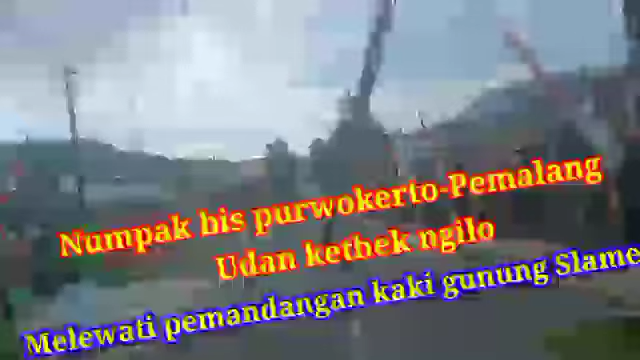 Numpak bis purwokerto-Pemalang
Udan ketbek ngilo
Melewati pemandangan kaki gunung Slame